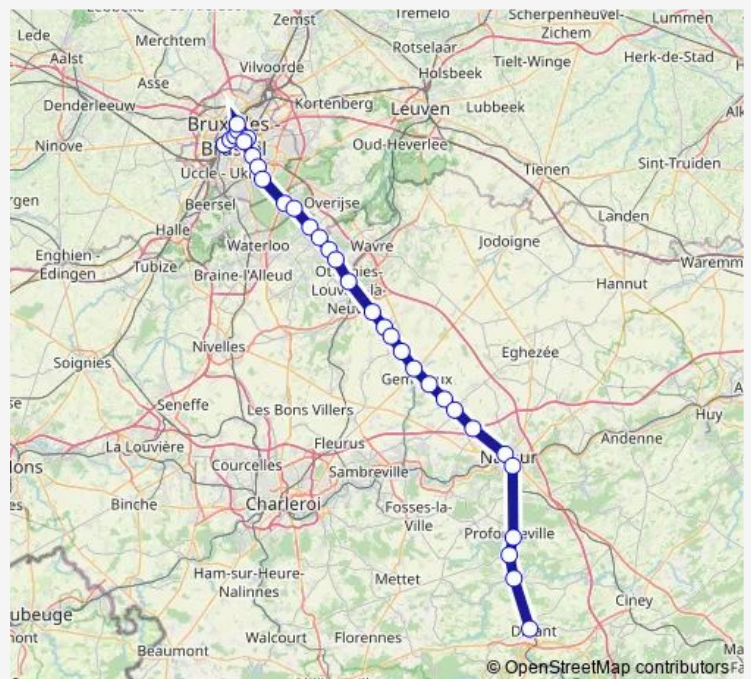 Zemst
Tremelo
Scherpenheuvel-
Zichem
Lummen
Lede
Merchtem
Rotselaar
Aalst
Vilvoorde
Tielt-Winge
Herk-de-Stad
Asse
Holsbeek
Denderleeuw
Kortenberg
Leuven
Lubbeek
Ninove
Oud-Heverlee
Sint-Truiden
Tienen
Beersel
Overijse
Landen
Halle
Waterloo
Wavre
Jodoigne
Enghien -
Edingen
Tubize
Braine-l'Alleud
Waremm
Hannut
Nivelles
Eghezée
Soignies
Seneffe
Les Bons Villers
Huy
La Louvière
Fleurus
Andenne
Courcelles
Sambreville
Binche
Charleroi
Fosses-la-
Ville
Ham-sur-Heure-
Nalinnes
Mettet
Ciney
Beaumont
Walcourt
Florennes
© OpenStreetMap contributors